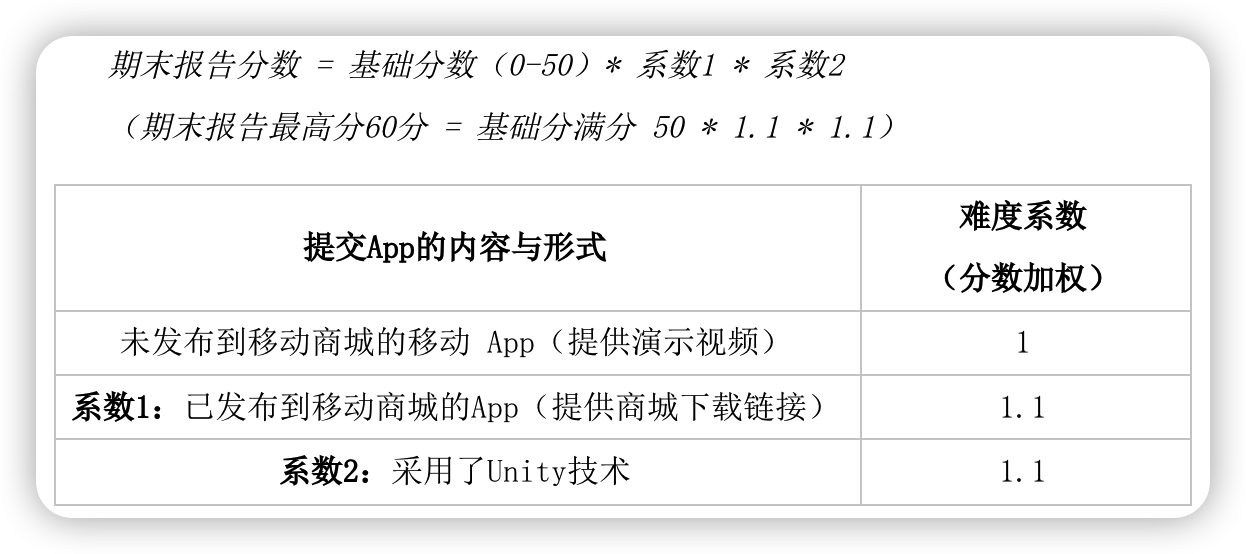 期末报告分数 = 基础分数（0-50）* 系数1 * 系数2
（期末报告最高分60分 = 基础分满分 50 * 1.1 * 1.1）
提交App的内容与形式
难度系数
（分数加权）
未发布到移动商城的移动 App（提供演示视频）
1
系数1：已发布到移动商城的App（提供商城下载链接）
1.1
系数2：采用了Unity技术
1.1